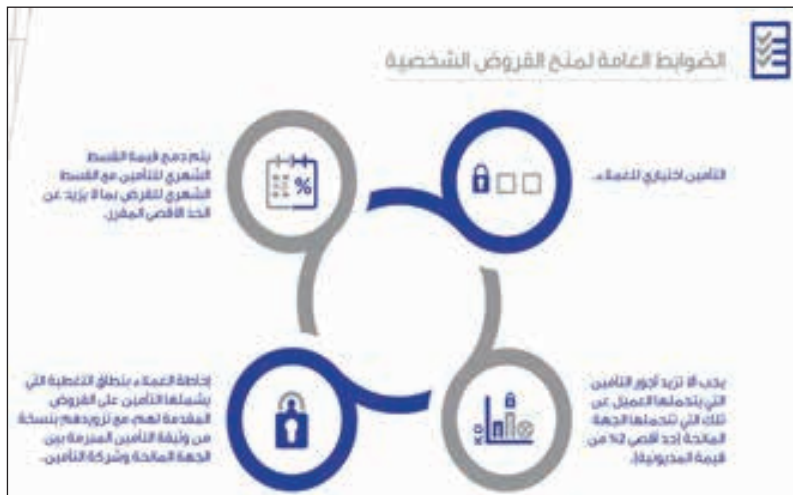 الضوابط العامة لمنح القروض الشخصية
التأمين اختياري للعملاء.
يتم دمج قيمة القسط
الشهري للتأمين مع القسط
الشهري للقرض بما لا يزيد عن
الحد الأقصى المقرر.
يجب ألا تزيد أجور التأمين
التي يتحملها العميل عن
تلك التي تتحملها الجهة
المانحة (حد أقصى 2% من
قيمة المديونية).
إحاطة العملاء بنطاق التغطية التي
يشملها التأمين على القروض
المقدمة لهم، مع تزويدهم بنسخة
من وثيقة التأمين المبرمة بين
الجهة المانحة وشركة التأمين.